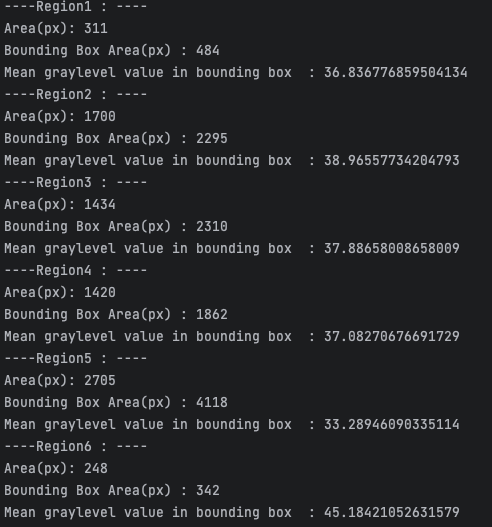 ----Region1 : ----
Area(px): 311
Bounding Box Area(px) : 484
Mean graylevel value in bounding box  : 36.836776859504134
----Region2 : ----
Area(px): 1700
Bounding Box Area(px) : 2295
Mean graylevel value in bounding box  : 38.96557734204793
----Region3 : ----
Area(px): 1434
Bounding Box Area(px) : 2310
Mean graylevel value in bounding box  : 37.88658008658009
----Region4 : ----
Area(px): 1420
Bounding Box Area(px) : 1862
Mean graylevel value in bounding box  : 37.08270676691729
----Region5 : ----
Area(px): 2705
Bounding Box Area(px) : 4118
Mean graylevel value in bounding box  : 33.28946090335114
----Region6 : ----
Area(px): 248
Bounding Box Area(px) : 342
Mean graylevel value in bounding box  : 45.18421052631579